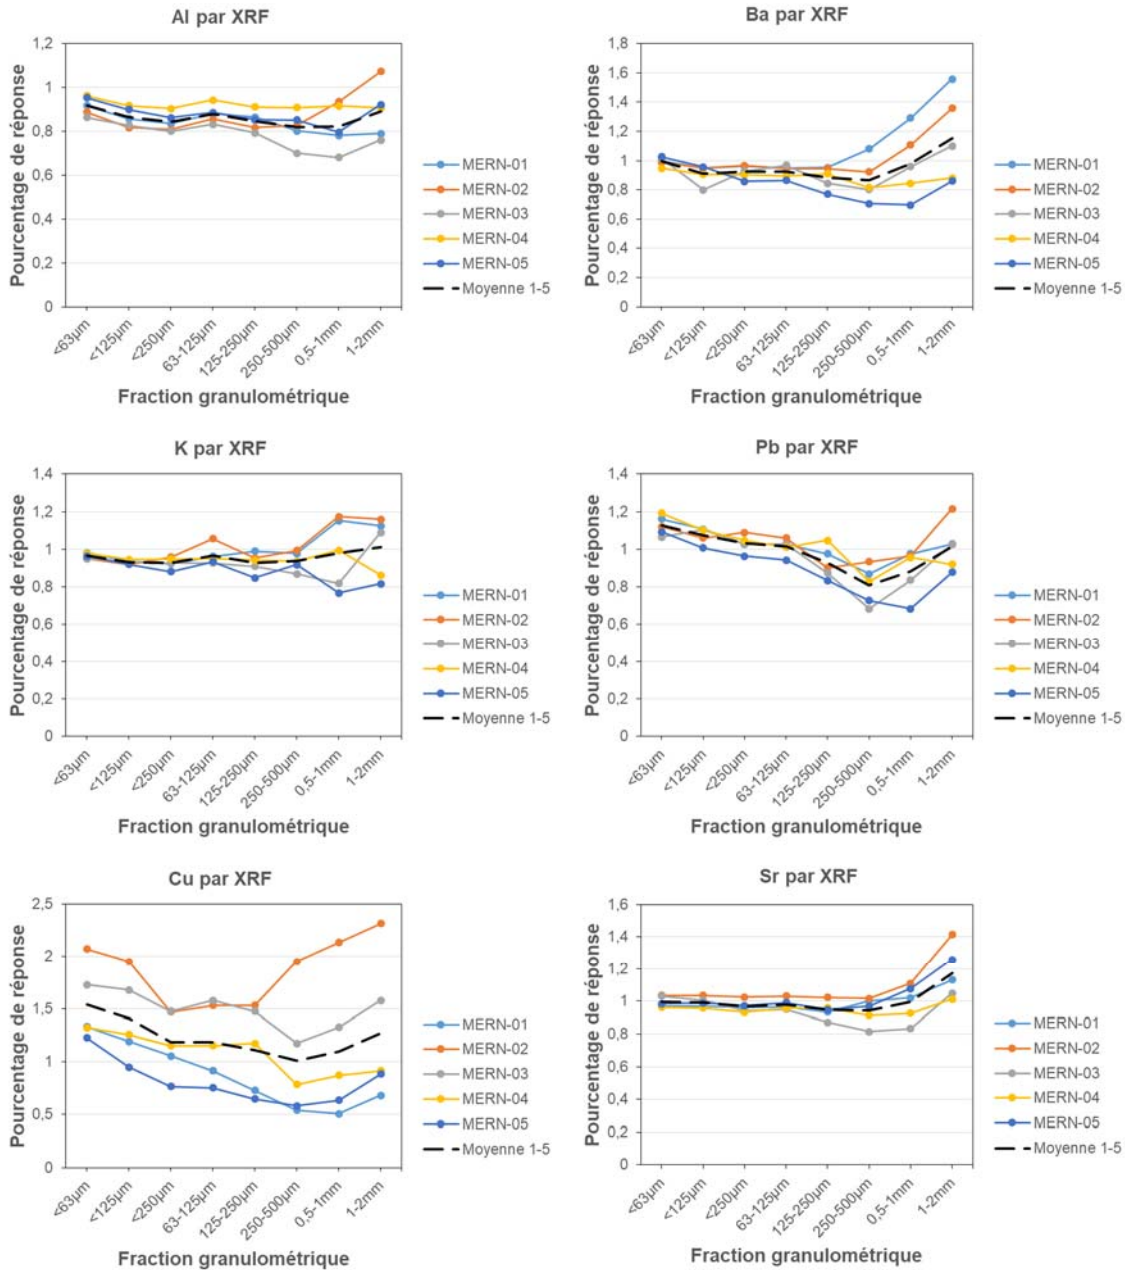 Al par XRF
Pourcentage de réponse
1,2
1
0,8
0,6
0,4
0,2
0
<63µm
<125µm
<250µm
63-125µm
125-250µm
250-500µm
0,5-1mm
1-2mm
Fraction granulométrique
MERN-01
MERN-02
MERN-03
MERN-04
MERN-05
Moyenne 1-5
Ba par XRF
Pourcentage de réponse
1,8
1,6
1,4
1,2
1
0,8
0,6
0,4
0,2
0
<63µm
<125µm
<250µm
63-125µm
125-250µm
250-500µm
0,5-1mm
1-2mm
Fraction granulométrique
MERN-01
MERN-02
MERN-03
MERN-04
MERN-05
Moyenne 1-5
K par XRF
Pourcentage de réponse
1,4
1,2
1
0,8
0,6
0,4
0,2
0
<63µm
<125µm
<250µm
63-125µm
125-250µm
250-500µm
0,5-1mm
1-2mm
Fraction granulométrique
MERN-01
MERN-02
MERN-03
MERN-04
MERN-05
Moyenne 1-5
Pb par XRF
Pourcentage de réponse
1,4
1,2
1
0,8
0,6
0,4
0,2
0
<63µm
<125µm
<250µm
63-125µm
125-250µm
250-500µm
0,5-1mm
1-2mm
Fraction granulométrique
MERN-01
MERN-02
MERN-03
MERN-04
MERN-05
Moyenne 1-5
Cu par XRF
Pourcentage de réponse
2,5
2
1,5
1
0,5
0
<63µm
<125µm
<250µm
63-125µm
125-250µm
250-500µm
0,5-1mm
1-2mm
Fraction granulométrique
MERN-01
MERN-02
MERN-03
MERN-04
MERN-05
Moyenne 1-5
Sr par XRF
Pourcentage de réponse
1,6
1,4
1,2
1
0,8
0,6
0,4
0,2
0
<63µm
<125µm
<250µm
63-125µm
125-250µm
250-500µm
0,5-1mm
1-2mm
Fraction granulométrique
MERN-01
MERN-02
MERN-03
MERN-04
MERN-05
Moyenne 1-5